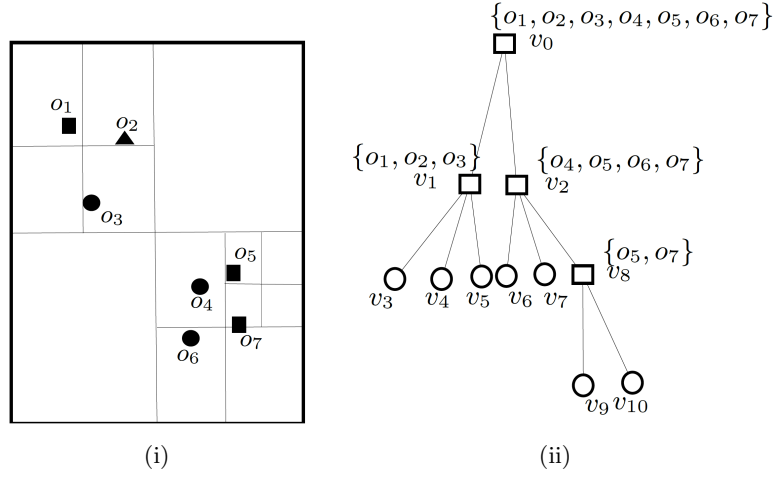 {o₁, o₂, o₃, o₄, o₅, o₆, o₇}
v₀
o₁
o₂
{o₁, o₂, o₃}
{o₄, o₅, o₆, o₇}
v₁
v₂
o₃
o₅
{o₅, o₇}
v₈
o₄
v₃
v₄
v₅
v₆
v₇
o₇
o₆
v₉
v₁₀
(i)
(ii)